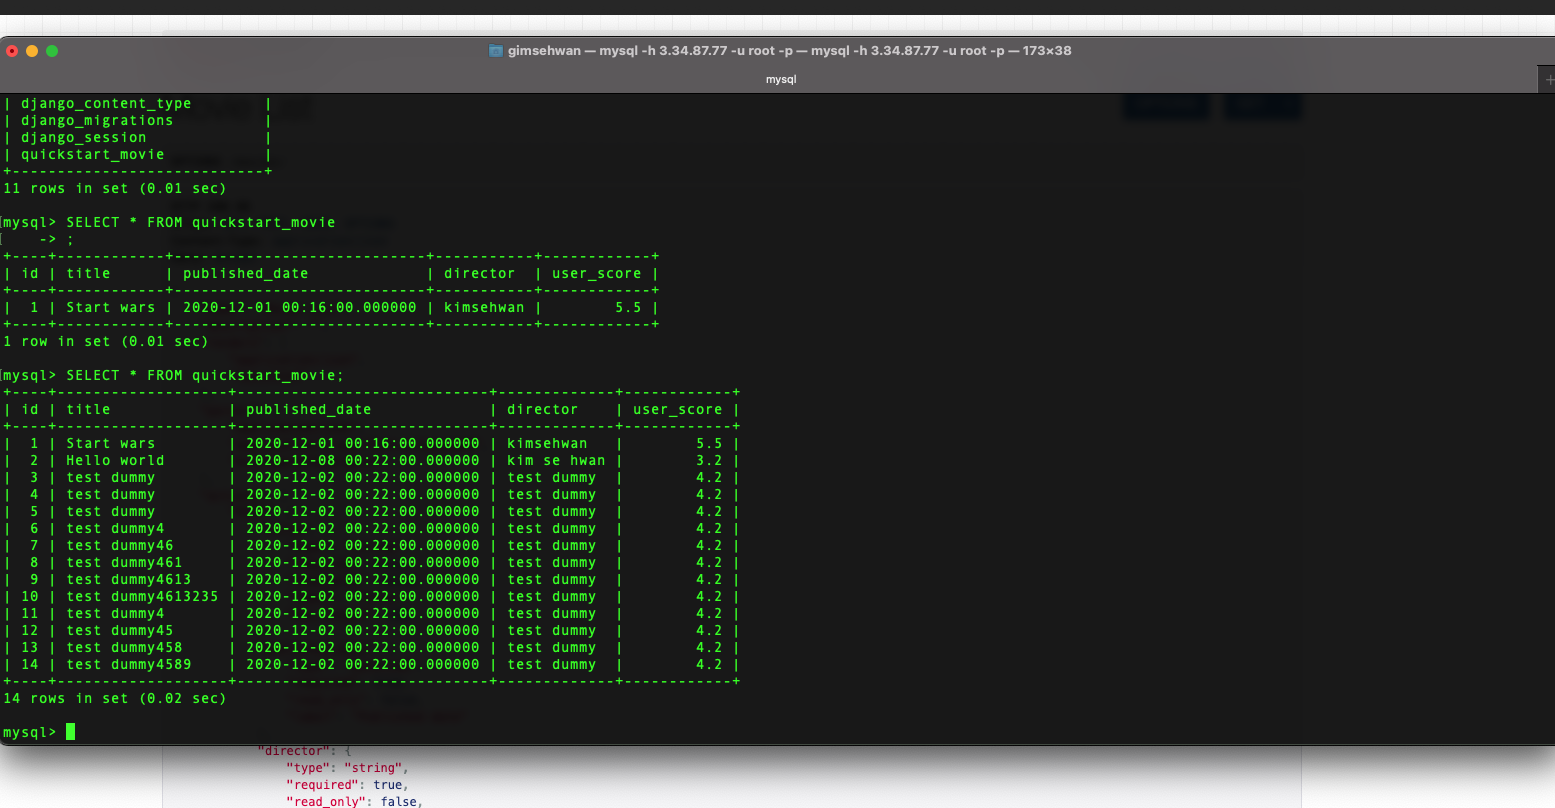 gimsehwan — mysql -h 3.34.87.77 -u root -p — mysql -h 3.34.87.77 -u root -p — 173×38
mysql
+
| django_content_type        |
| django_migrations          |
| django_session             |
| quickstart_movie           |
+----------------------------+
11 rows in set (0.01 sec)
[mysql> SELECT * FROM quickstart_movie
[    -> ;
+----+------------+----------------------------+-----------+------------+
| id | title      | published_date             | director  | user_score |
+----+------------+----------------------------+-----------+------------+
|  1 | Start wars | 2020-12-01 00:16:00.000000 | kimsehwan |        5.5 |
+----+------------+----------------------------+-----------+------------+
1 row in set (0.01 sec)
[mysql> SELECT * FROM quickstart_movie;
+----+-------------------+----------------------------+-------------+------------+
| id | title             | published_date             | director    | user_score |
+----+-------------------+----------------------------+-------------+------------+
|  1 | Start wars        | 2020-12-01 00:16:00.000000 | kimsehwan   |        5.5 |
|  2 | Hello world       | 2020-12-08 00:22:00.000000 | kim se hwan |        3.2 |
|  3 | test dummy        | 2020-12-02 00:22:00.000000 | test dummy  |        4.2 |
|  4 | test dummy        | 2020-12-02 00:22:00.000000 | test dummy  |        4.2 |
|  5 | test dummy        | 2020-12-02 00:22:00.000000 | test dummy  |        4.2 |
|  6 | test dummy4       | 2020-12-02 00:22:00.000000 | test dummy  |        4.2 |
|  7 | test dummy46      | 2020-12-02 00:22:00.000000 | test dummy  |        4.2 |
|  8 | test dummy461     | 2020-12-02 00:22:00.000000 | test dummy  |        4.2 |
|  9 | test dummy4613    | 2020-12-02 00:22:00.000000 | test dummy  |        4.2 |
| 10 | test dummy4613235 | 2020-12-02 00:22:00.000000 | test dummy  |        4.2 |
| 11 | test dummy4       | 2020-12-02 00:22:00.000000 | test dummy  |        4.2 |
| 12 | test dummy45      | 2020-12-02 00:22:00.000000 | test dummy  |        4.2 |
| 13 | test dummy458     | 2020-12-02 00:22:00.000000 | test dummy  |        4.2 |
| 14 | test dummy4589    | 2020-12-02 00:22:00.000000 | test dummy  |        4.2 |
+----+-------------------+----------------------------+-------------+------------+
14 rows in set (0.02 sec)
mysql>
"director": {
"type": "string",
"required": true,
"read_only": false,